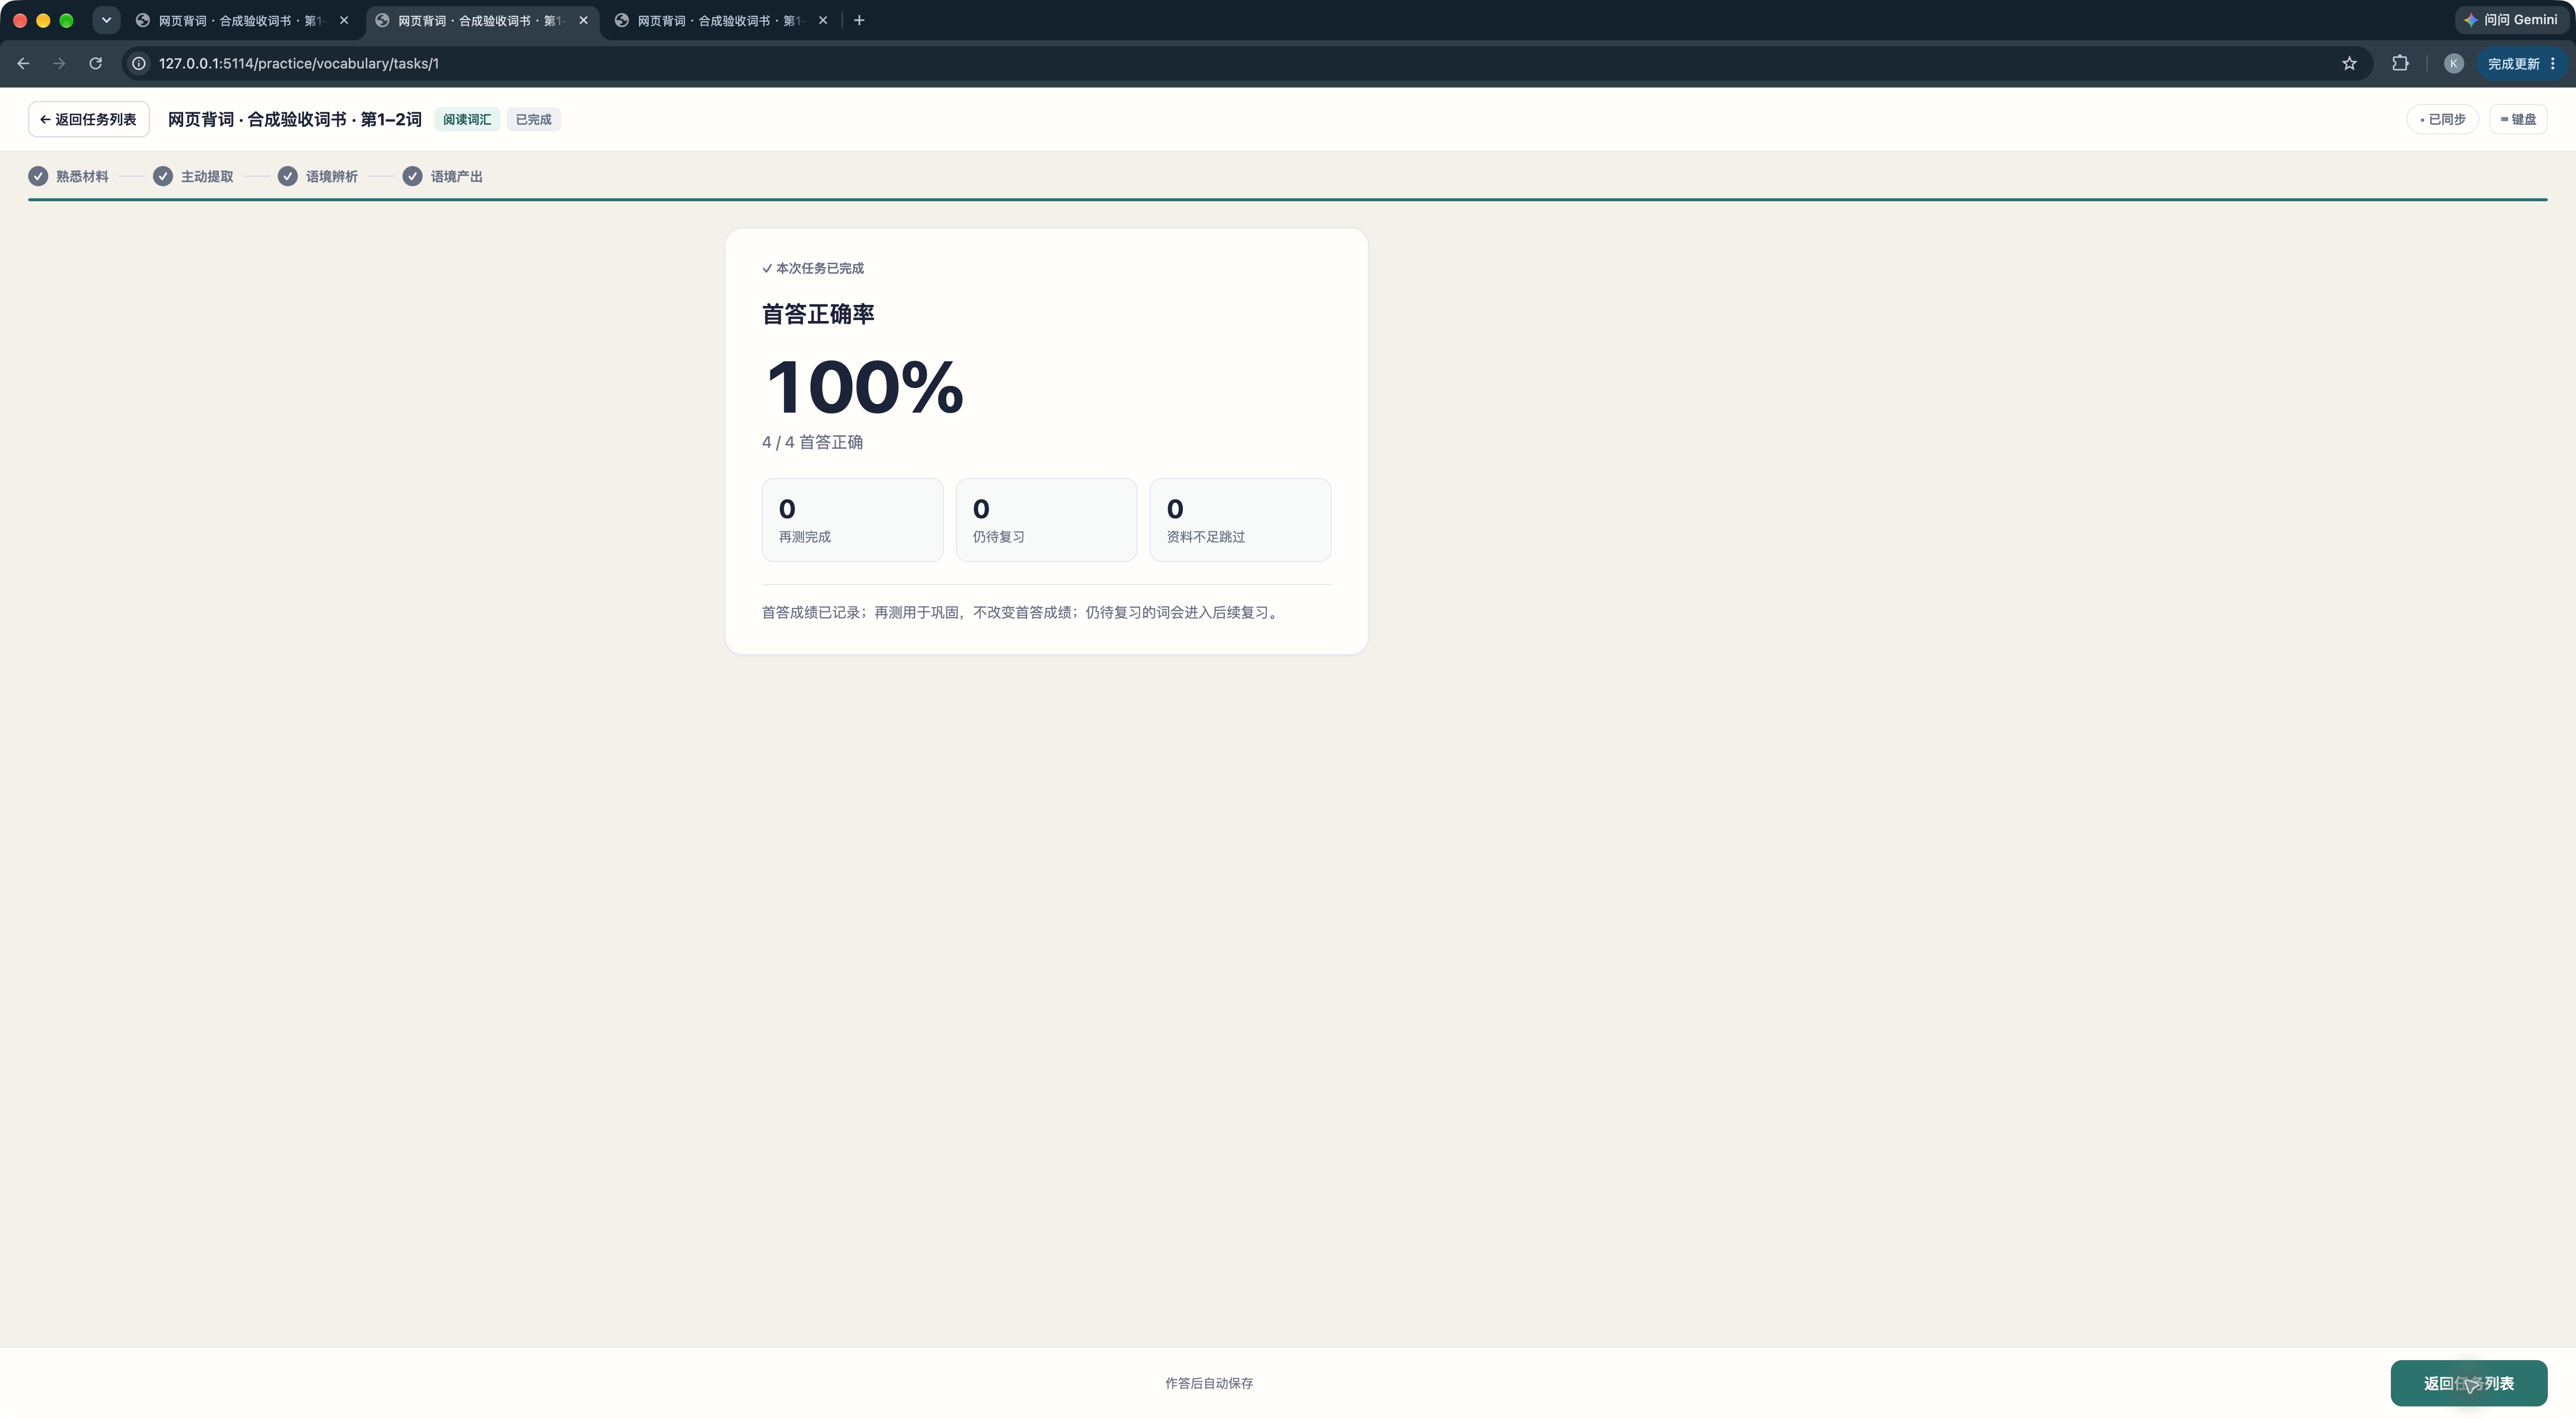 网页背词 · 合成验收词书 · 第1-
网页背词 · 合成验收词书 · 第1-
网页背词 · 合成验收词书 · 第1-
问问 Gemini
127.0.0.1:5114/practice/vocabulary/tasks/1
K
完成更新
← 返回任务列表
网页背词 · 合成验收词书 · 第1–2词
阅读词汇
已完成
已同步
键盘
熟悉材料
主动提取
语境辨析
语境产出
✓ 本次任务已完成
首答正确率
100%
4 / 4 首答正确
0
再测完成
0
仍待复习
0
资料不足跳过
首答成绩已记录；再测用于巩固，不改变首答成绩；仍待复习的词会进入后续复习。
作答后自动保存
返回任务列表